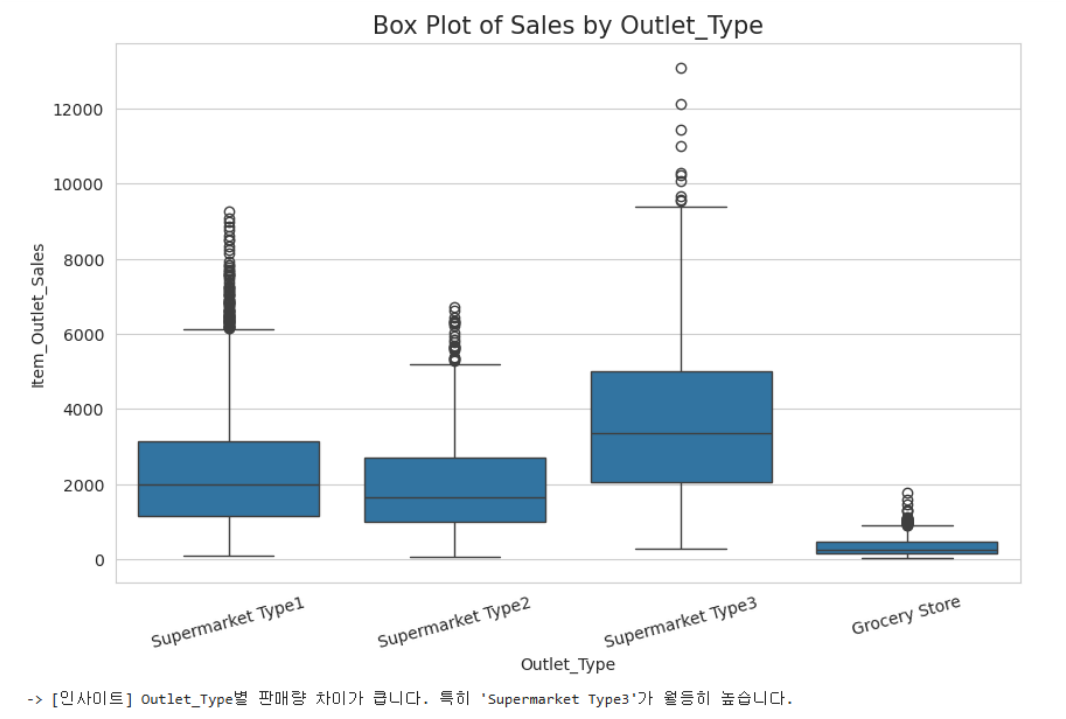 Box Plot of Sales by Outlet_Type
12000
10000
8000
6000
4000
2000
0
Item_Outlet_Sales
Supermarket Type1
Supermarket Type2
Supermarket Type3
Grocery Store
Outlet_Type
-> [인사이트] Outlet_Type별 판매량 차이가 큽니다. 특히 'Supermarket Type3'가 월등히 높습니다.